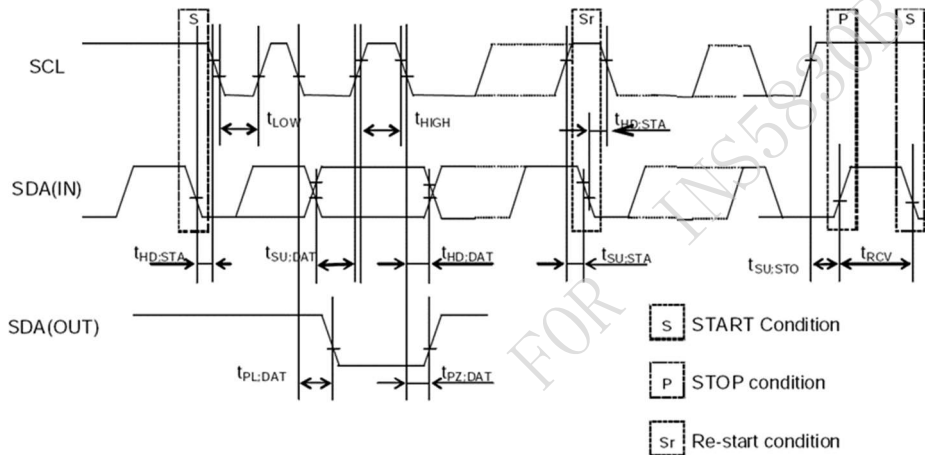 S Sr P S
SCL
tLOW tHIGH tHD;STA
SDA(IN)
tHD;STA tSU;DAT tHD;DAT tSU;STA tSU;STO tRCV
SDA(OUT)
tPL;DAT tPZ;DAT
S START Condition
P STOP condition
Sr Re-start condition
FOR INS5830B